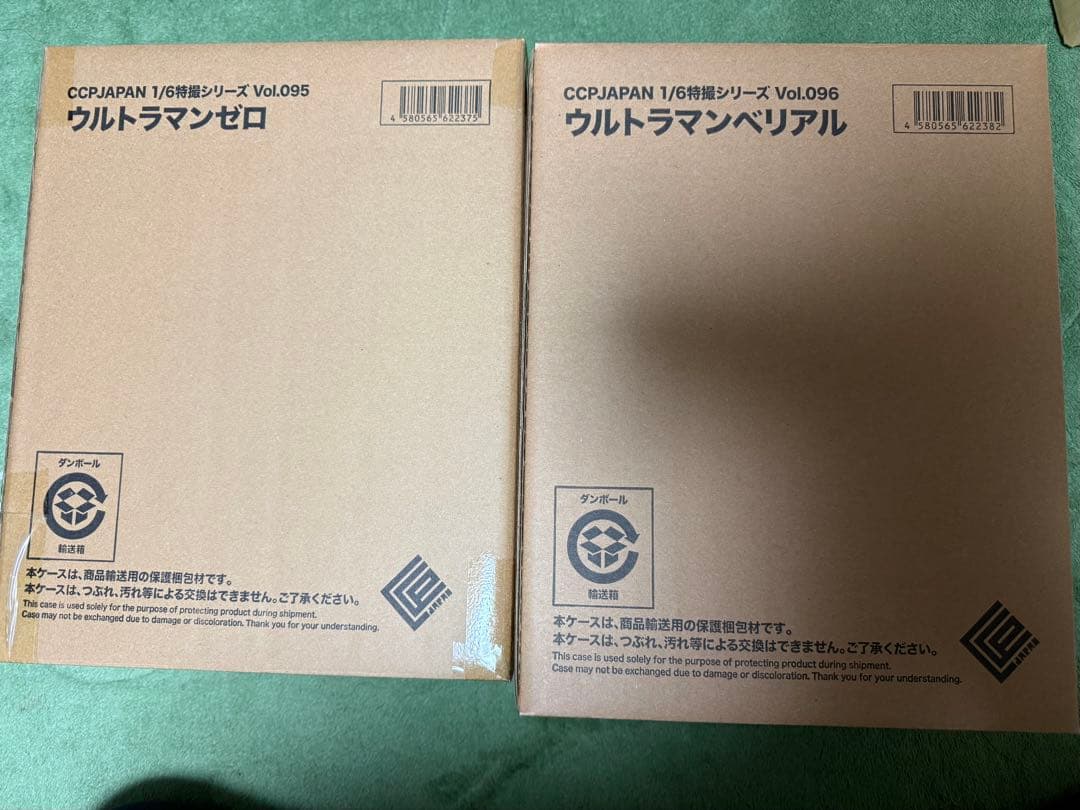 CCPJAPAN 1/6特撮シリーズ Vol.095
ウルトラマンゼロ
4 580565 622375
ダンボール
輸送箱
本ケースは、商品輸送用の保護梱包材です。
本ケースは、つぶれ、汚れ等による交換はできません。ご了承ください。
This case is used solely for the purpose of protecting product during shipment.
Case may not be exchanged due to damage or discoloration. Thank you for your understanding.
CCP JAPAN
CCPJAPAN 1/6特撮シリーズ Vol.096
ウルトラマンベリアル
4 580565 622382
ダンボール
輸送箱
本ケースは、商品輸送用の保護梱包材です。
本ケースは、つぶれ、汚れ等による交換はできません。ご了承ください。
This case is used solely for the purpose of protecting product during shipment.
Case may not be exchanged due to damage or discoloration. Thank you for your understanding.
CCP JAPAN